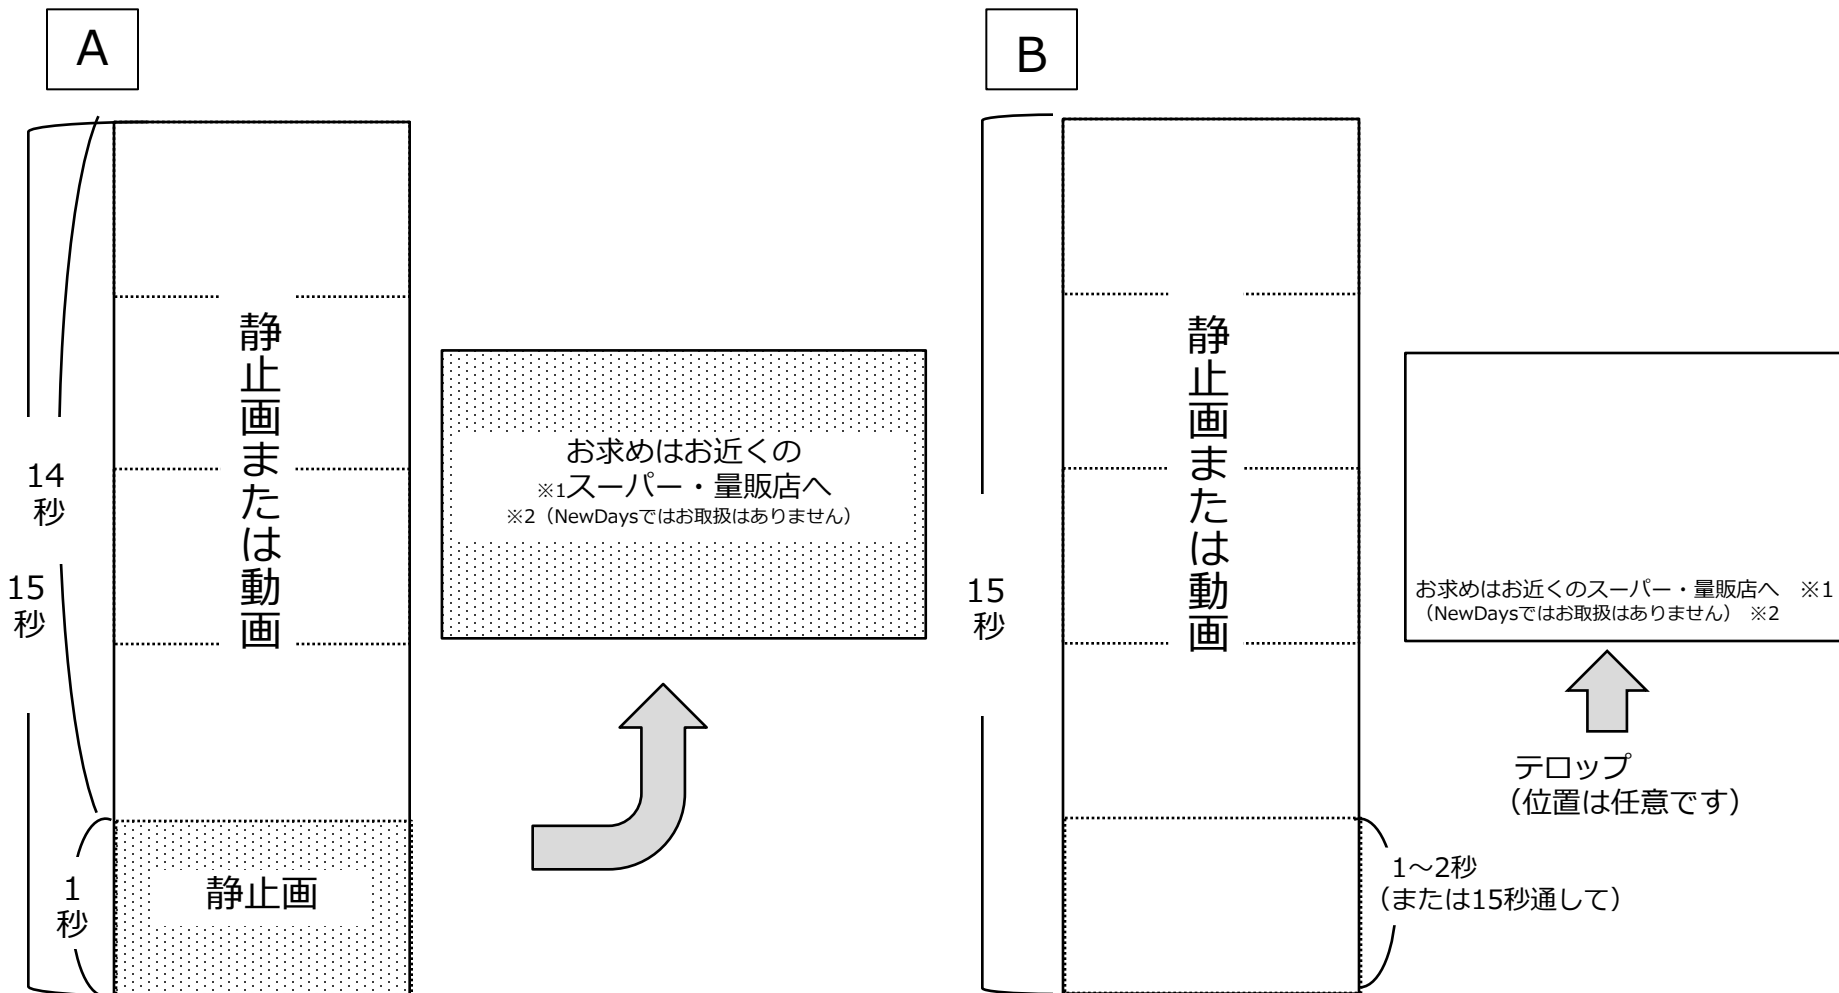 A
14
秒
15
秒
静止画または動画
1
秒
静止画
お求めはお近くの
※1スーパー・量販店へ
※2（NewDaysではお取扱はありません）
B
15
秒
静止画または動画
お求めはお近くのスーパー・量販店へ　※1
（NewDaysではお取扱はありません） ※2
テロップ
（位置は任意です）
1～2秒
（または15秒通して）